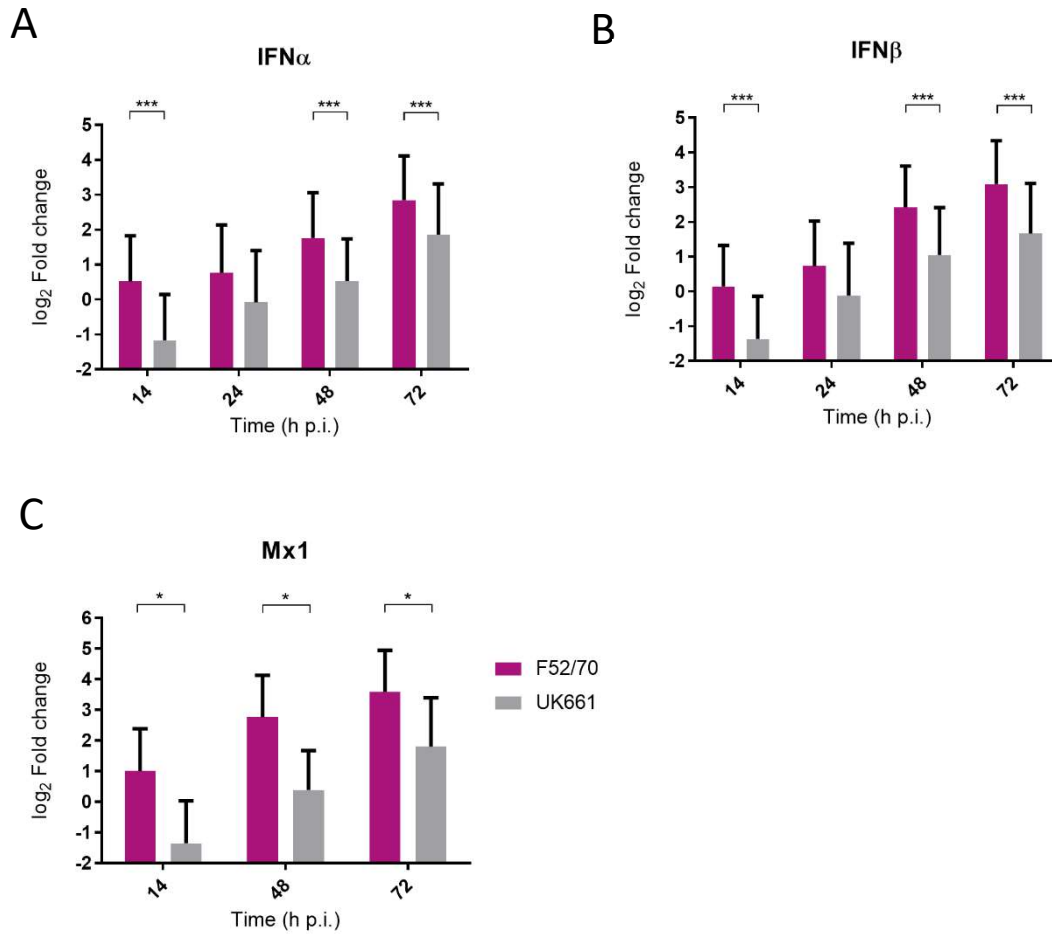 A
IFNα
*** *** ***
5
4
3
2
1
0
-1
-2
log2 Fold change
14 24 48 72
Time (h p.i.)
B
IFNβ
*** *** ***
5
4
3
2
1
0
-1
-2
log2 Fold change
14 24 48 72
Time (h p.i.)
C
Mx1
* * *
6
5
4
3
2
1
0
-1
-2
log2 Fold change
14 48 72
Time (h p.i.)
F52/70
UK661